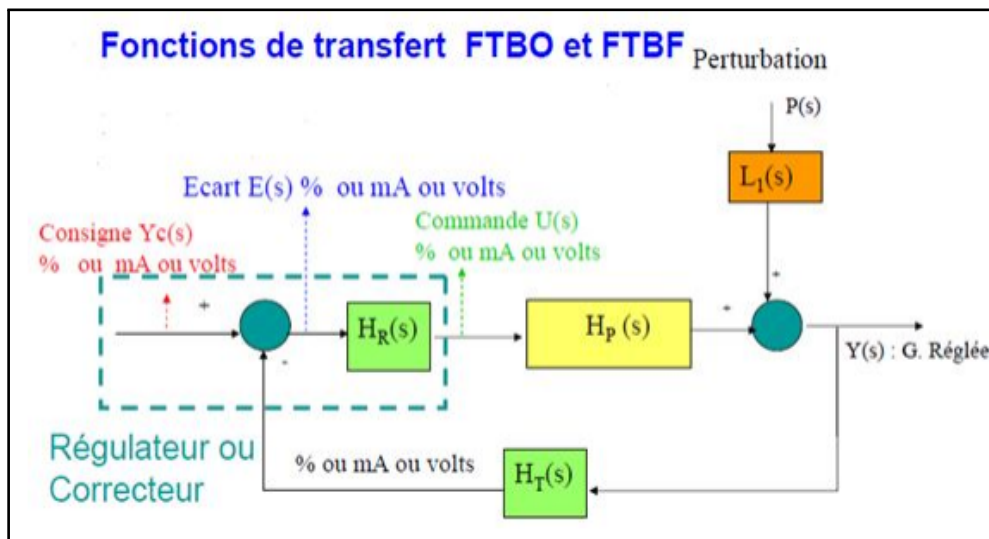 Fonctions de transfert FTBO et FTBF
Perturbation
P(s)
L1(s)
Ecart E(s) % ou mA ou volts
Commande U(s)
% ou mA ou volts
Consigne Yc(s)
% ou mA ou volts
+
-
HR(s)
HP (s)
+
+
Y(s) : G. Réglée
Régulateur ou
Correcteur
% ou mA ou volts
HT(s)